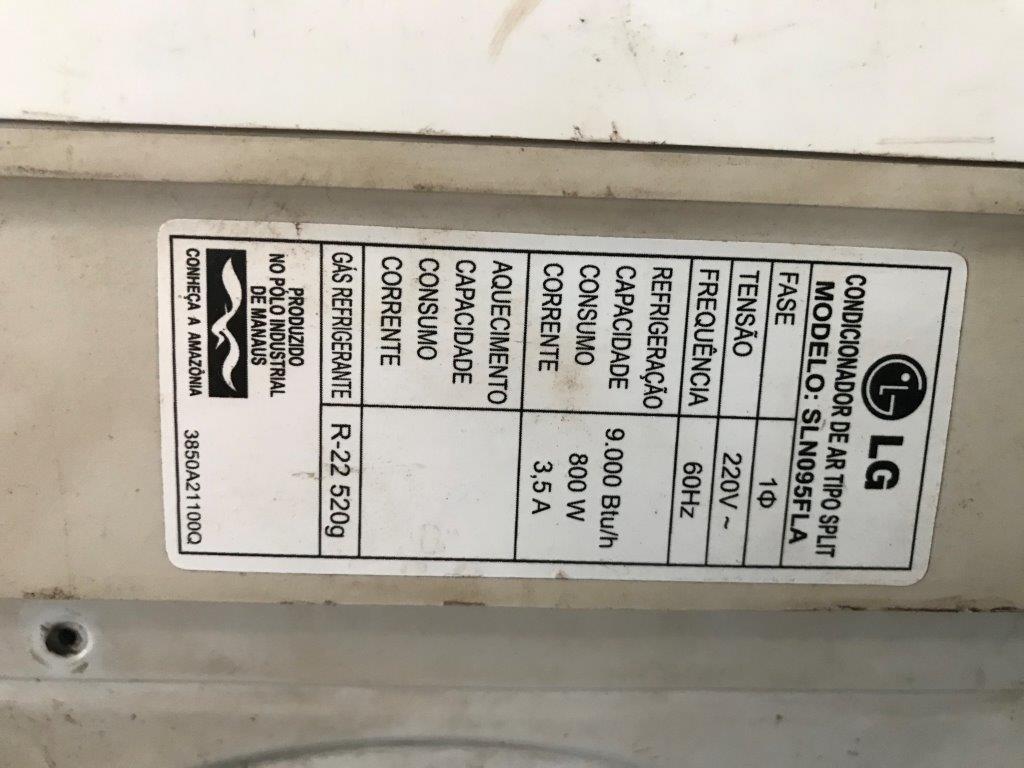 LG
CONDICIONADOR DE AR TIPO SPLIT
MODELO: SLN095FLA
FASE 1Φ
TENSÃO 220V ~
FREQUÊNCIA 60Hz
REFRIGERAÇÃO
CAPACIDADE 9.000 Btu/h
CONSUMO 800 W
CORRENTE 3,5 A
AQUECIMENTO
CAPACIDADE
CONSUMO
CORRENTE
GÁS REFRIGERANTE R-22 520g
PRODUZIDO
NO PÓLO INDUSTRIAL
DE MANAUS
CONHEÇA A AMAZÔNIA
3850A21100Q